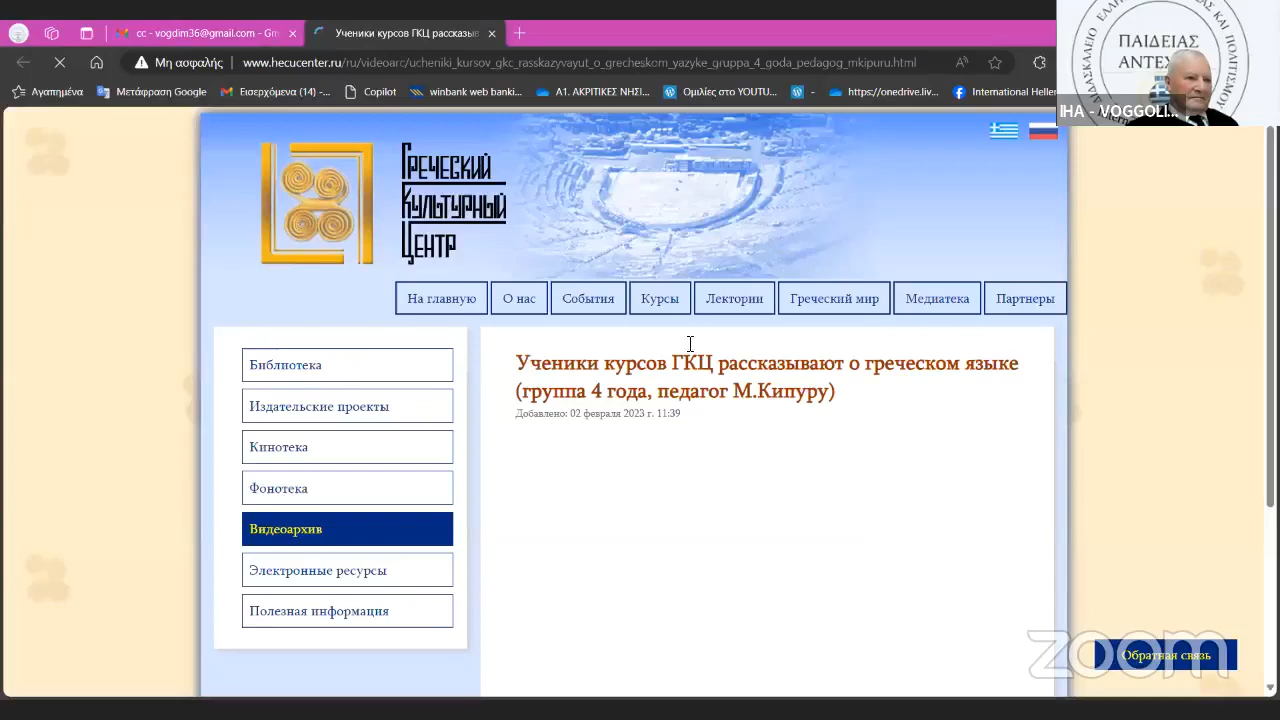 cc - vogdim36@gmail.com - Gm
Ученики курсов ГКЦ рассказыв
Μη ασφαλής
www.hecucenter.ru/ru/videoarc/ucheniki_kursov_gkc_rasskazyvayut_o_grecheskom_yazyke_gruppa_4_goda_pedagog_mkipuru.html
Αγαπημένα
Μετάφραση Google
Εισερχόμενα (14) -...
Copilot
winbank web banki...
Α1. ΑΚΡΙΤΙΚΕΣ ΝΗΣΙ...
Ομιλίες στο YOUTU...
-
https://onedrive.liv...
International Heller
ΠΑΙΔΕΙΑΣ
ΑΝΤΕΣ
IHA - VOGGOLI...
Греческий
Культурный
Центр
На главную
О нас
События
Курсы
Лектории
Греческий мир
Медиатека
Партнеры
Библиотека
Издательские проекты
Кинотека
Фонотека
Видеоархив
Электронные ресурсы
Полезная информация
Ученики курсов ГКЦ рассказывают о греческом языке
(группа 4 года, педагог М.Кипуру)
Добавлено: 02 февраля 2023 г. 11:39
Обратная связь
zoom